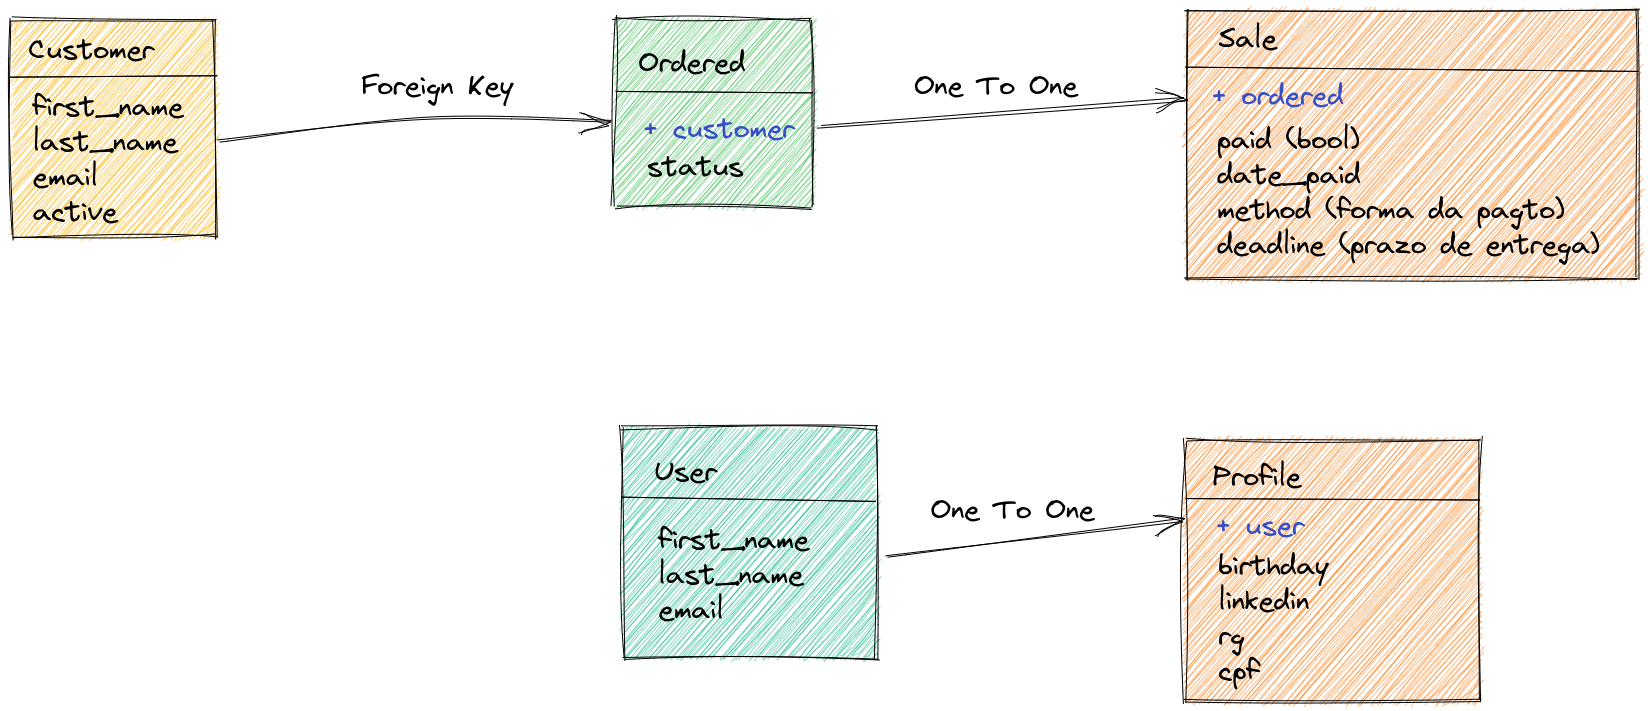 Customer
first_name
last_name
email
active
Foreign Key
Ordered
+ customer
status
One To One
Sale
+ ordered
paid (bool)
date_paid
method (forma da pagto)
deadline (prazo de entrega)
User
first_name
last_name
email
One To One
Profile
+ user
birthday
linkedin
rg
cpf